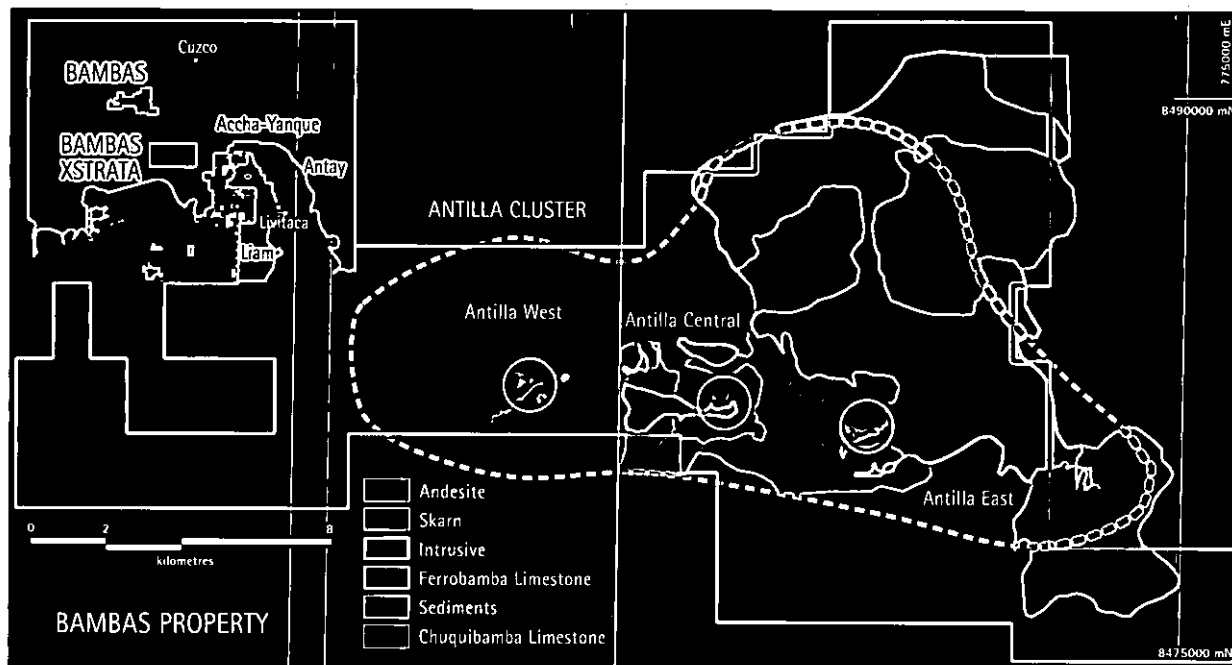 Cuzco
BAMBAS
Accha-Yanque
BAMBAS
XSTRATA
Antay
Livitaca
Liam
ANTILLA CLUSTER
775000 mE
8490000 mN
Antilla West
Antilla Central
Antilla East
Andesite
Skarn
Intrusive
Ferrobamba Limestone
Sediments
Chuquibamba Limestone
0 2 8
kilometres
BAMBAS PROPERTY
8475000 mN